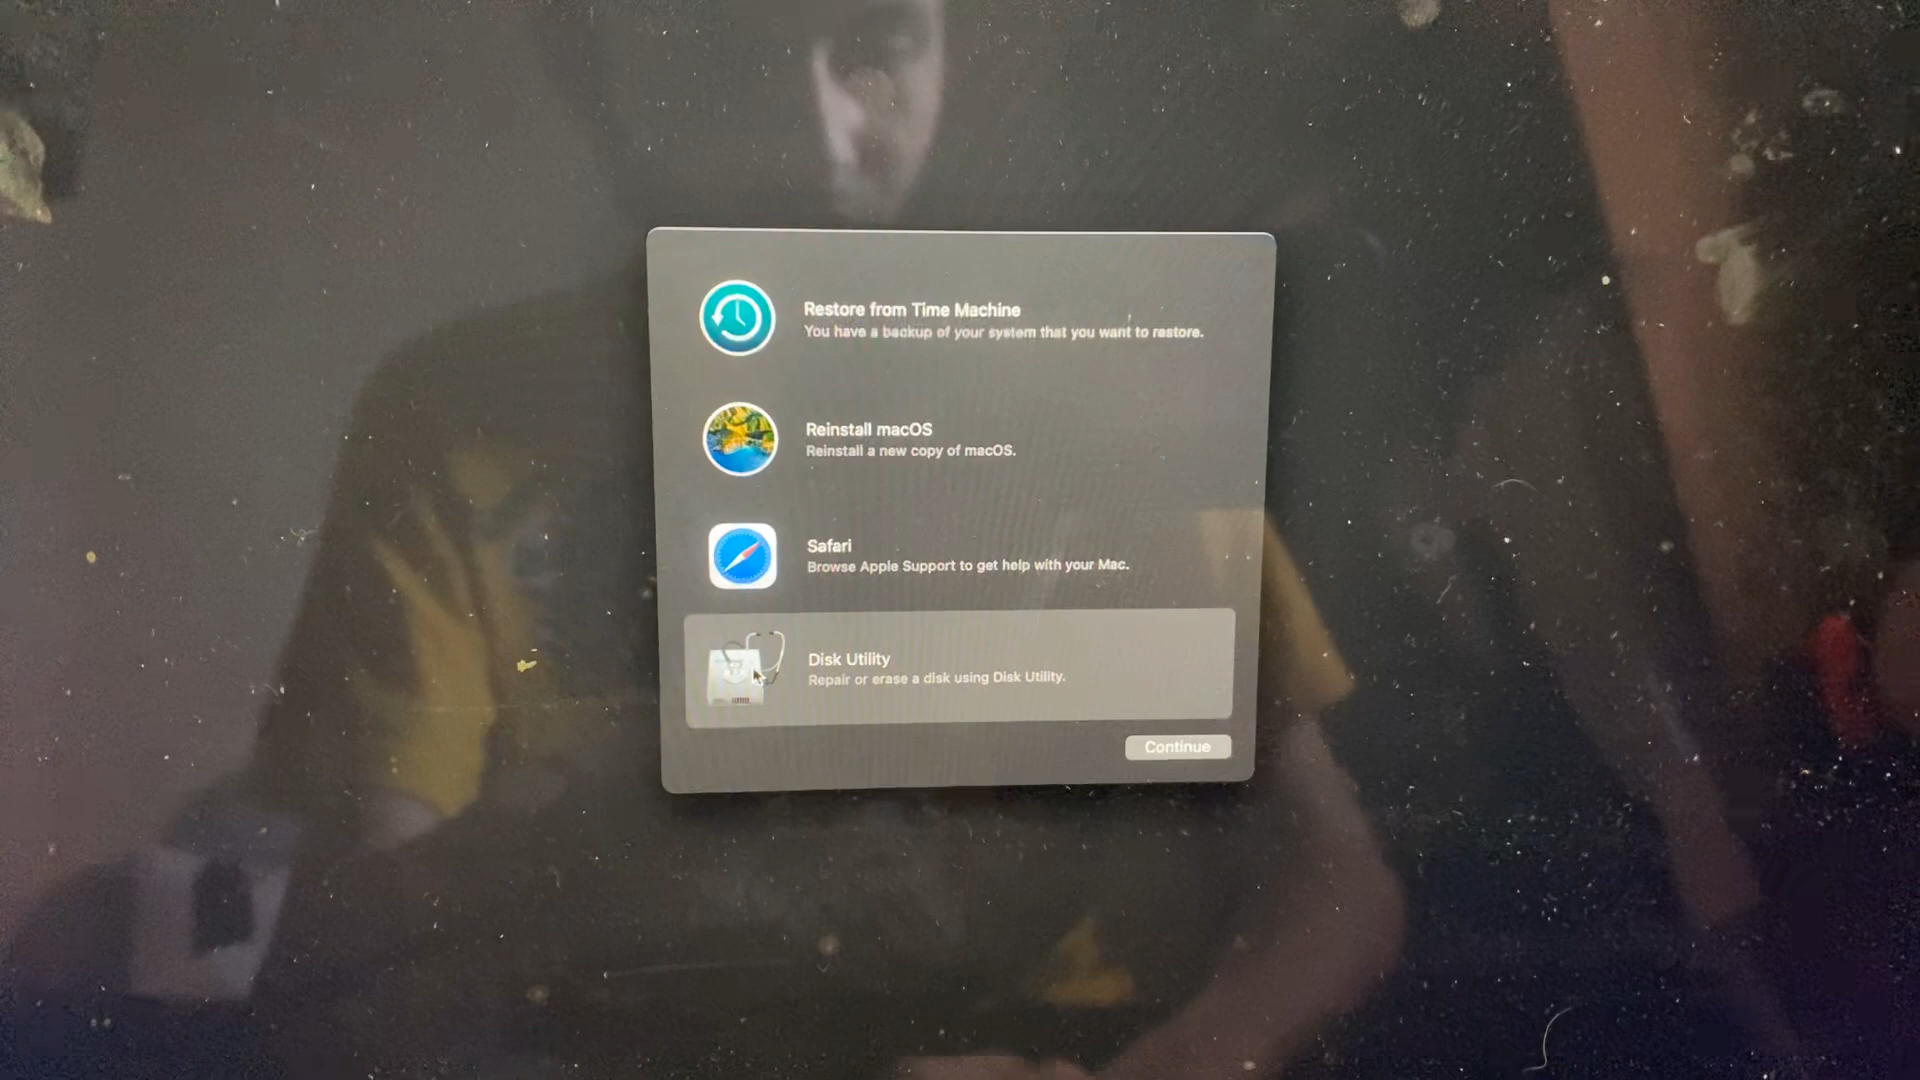 Restore from Time Machine
You have a backup of your system that you want to restore.
Reinstall macOS
Reinstall a new copy of macOS.
Safari
Browse Apple Support to get help with your Mac.
Disk Utility
Repair or erase a disk using Disk Utility.
Continue